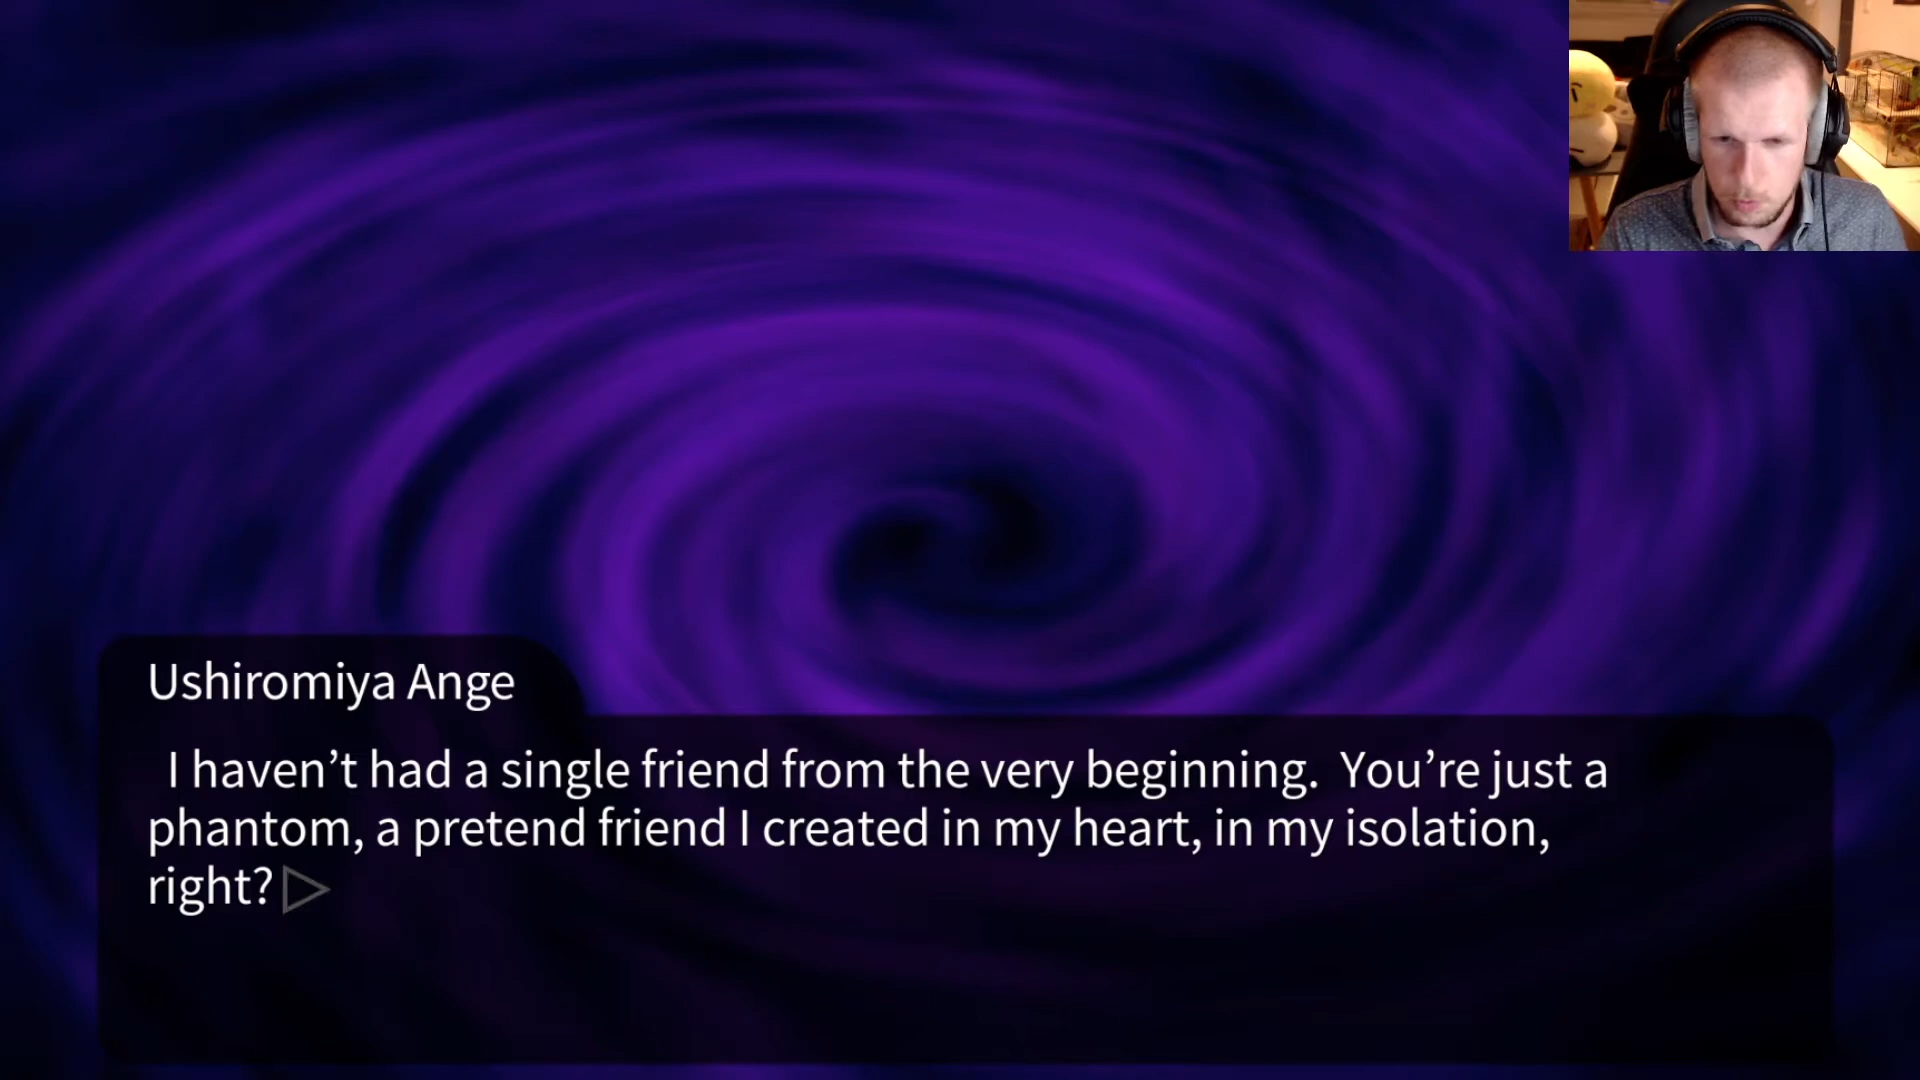 Ushiromiya Ange
I haven’t had a single friend from the very beginning.  You’re just a
phantom, a pretend friend I created in my heart, in my isolation,
right?